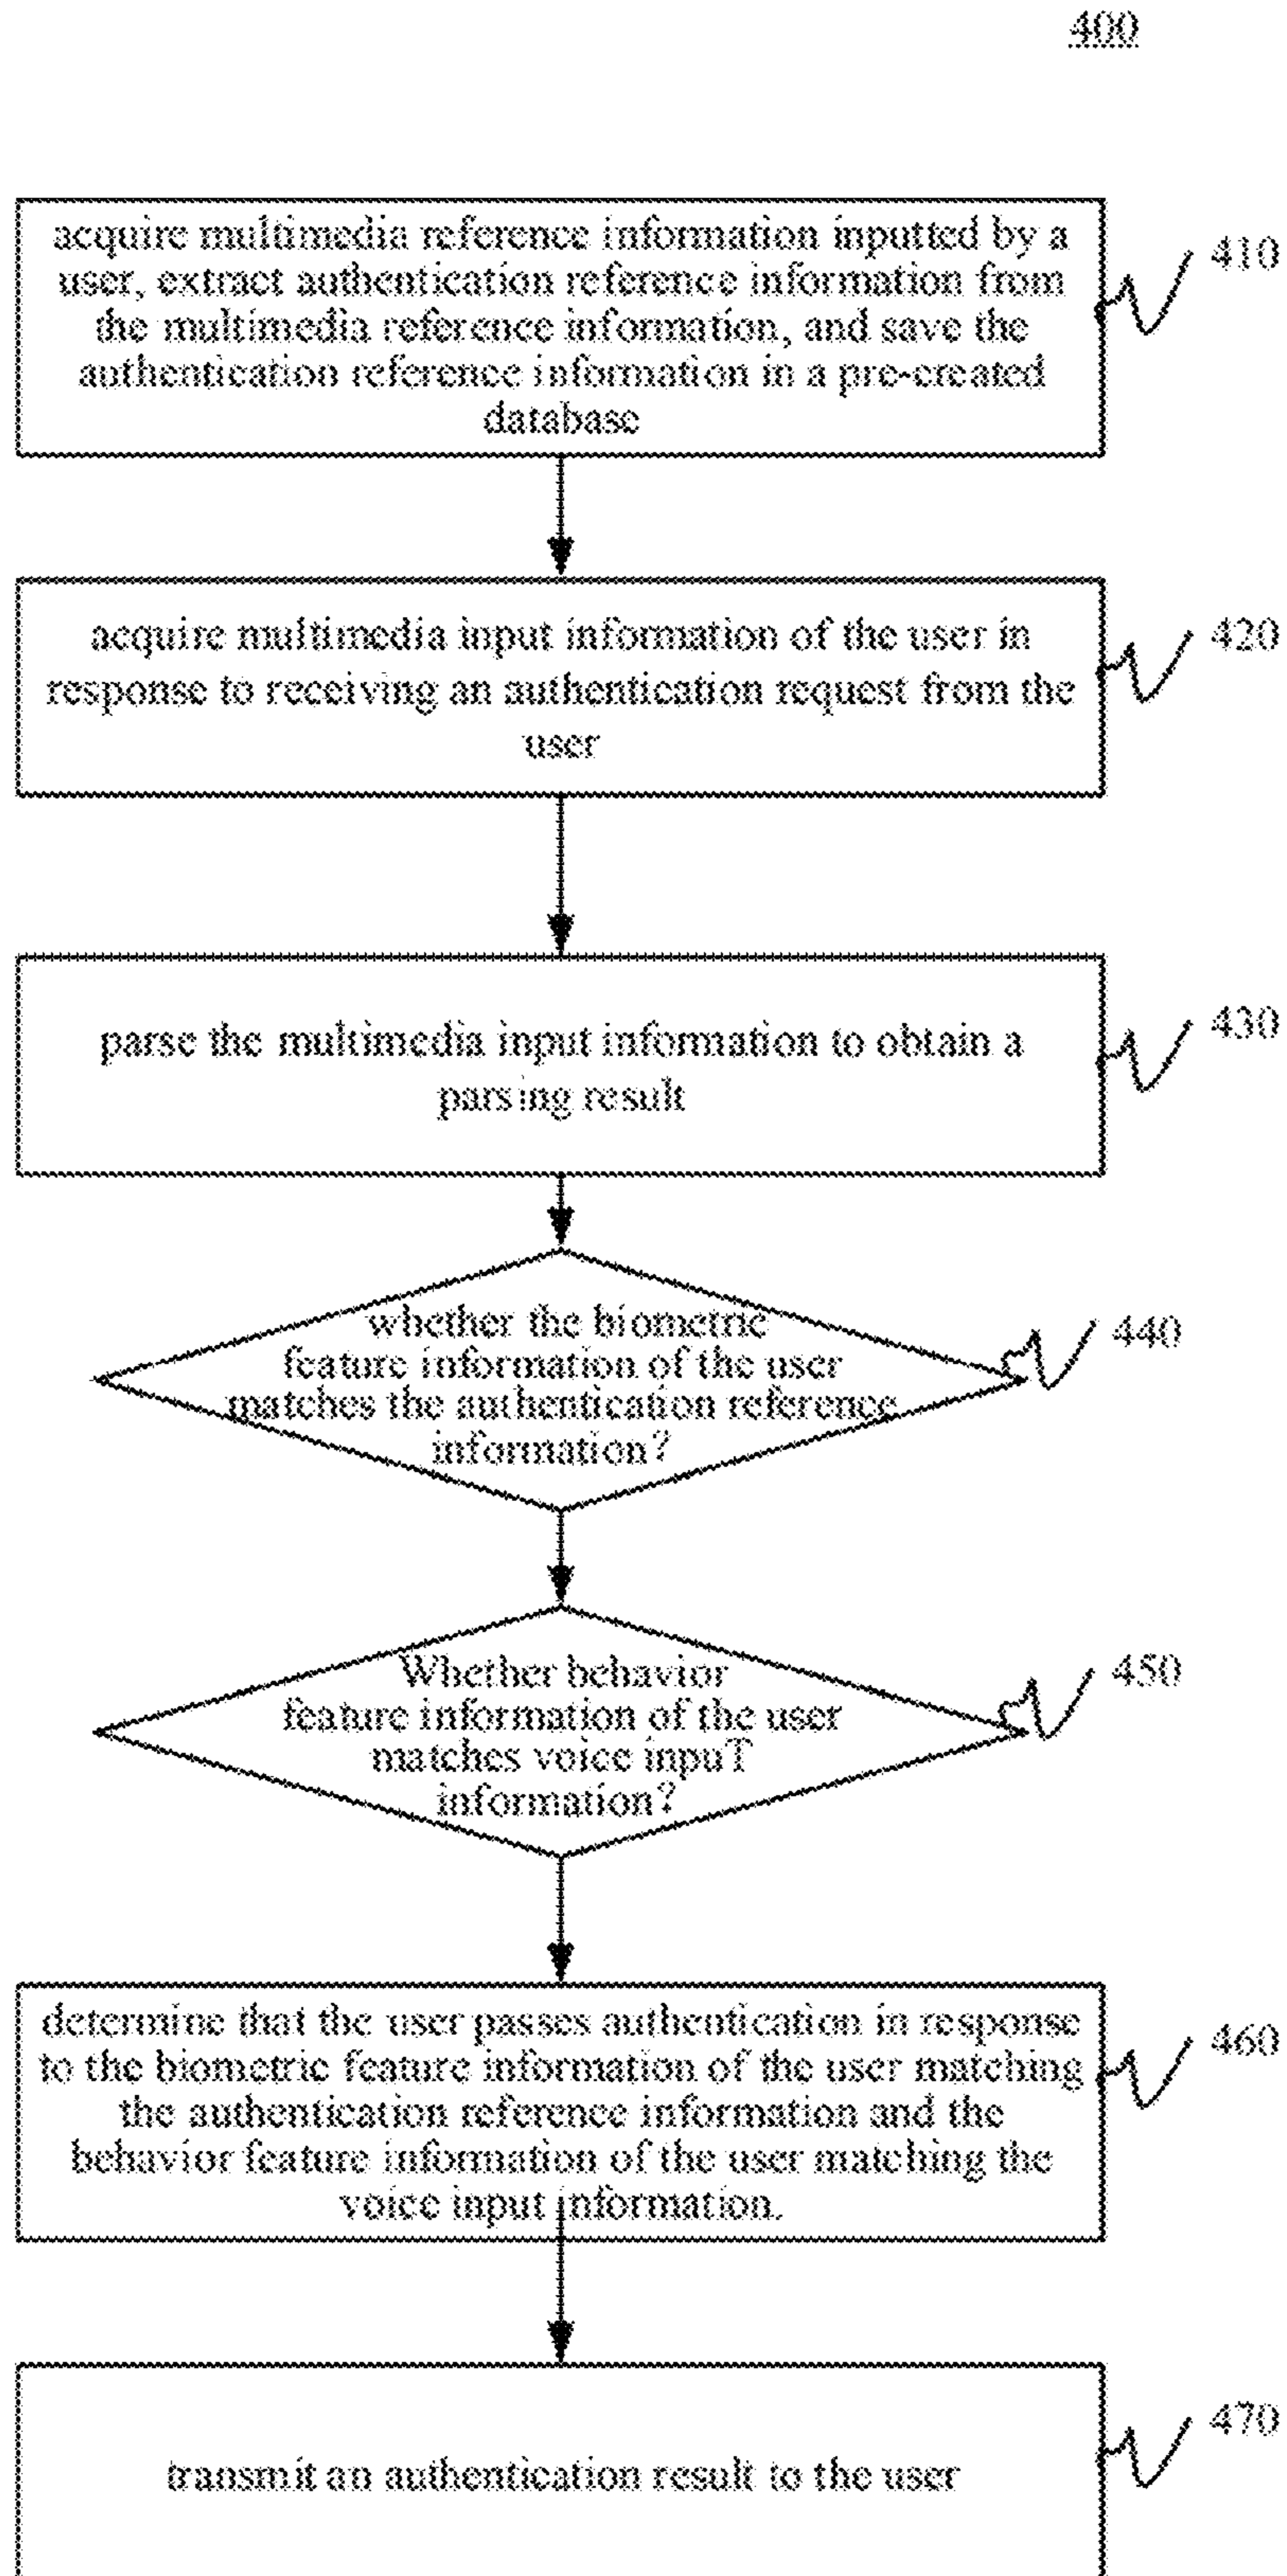 400
acquire multimedia reference information inputted by a
user, extract authentication reference information from
the multimedia reference information, and save the
authentication reference information in a pre-created
database
410
acquire multimedia input information of the user in
response to receiving an authentication request from the
user
420
parse the multimedia input information to obtain a
parsing result
430
whether the biometric
feature information of the user
matches the authentication reference
information?
440
Whether behavior
feature information of the user
matches voice inpuT
information?
450
determine that the user passes authentication in response
to the biometric feature information of the user matching
the authentication reference information and the
behavior feature information of the user matching the
voice input information.
460
transmit an authentication result to the user
470